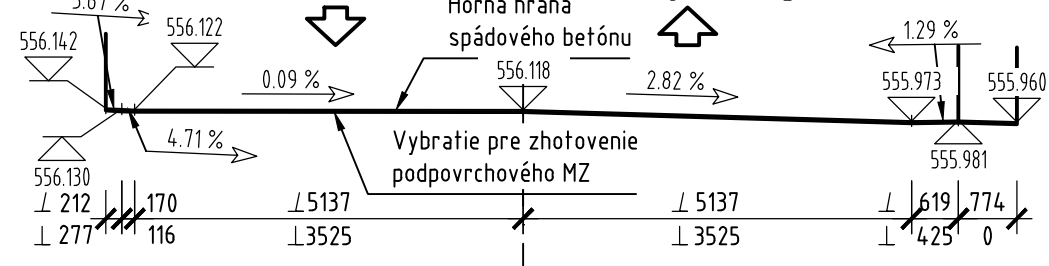 Horná hrana
spádového betónu
556.142
556.122
0.09 %
556.118
2.82 %
1.29 %
555.973
555.960
4.71 %
Vybratie pre zhotovenie
podpovrchového MZ
556.130
555.981
⊥ 212 170 ⊥5137 ⊥ 5137 ⊥ 619 774
⊥ 277 116 ⊥3525 ⊥ 3525 ⊥ 425 0